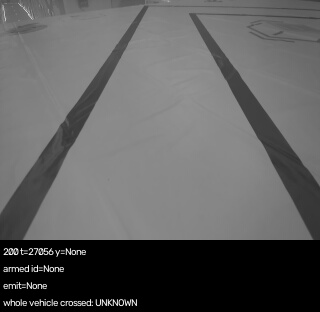 200 t=27056 y=None
armed id=None
emit=None
whole vehicle crossed: UNKNOWN